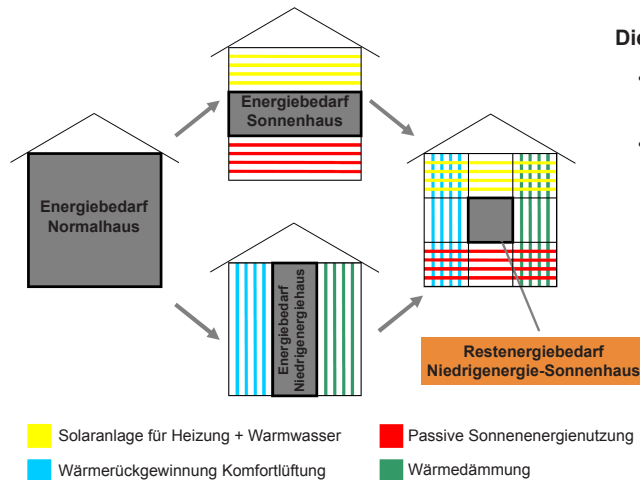 Die
Energiebedarf
Sonnenhaus
Energiebedarf
Normalhaus
Energiebedarf
Niedrigenergiehaus
Restenergiebedarf
Niedrigenergie-Sonnenhaus
Solaranlage für Heizung + Warmwasser
Passive Sonnenenergienutzung
Wärmerückgewinnung Komfortlüftung
Wärmedämmung